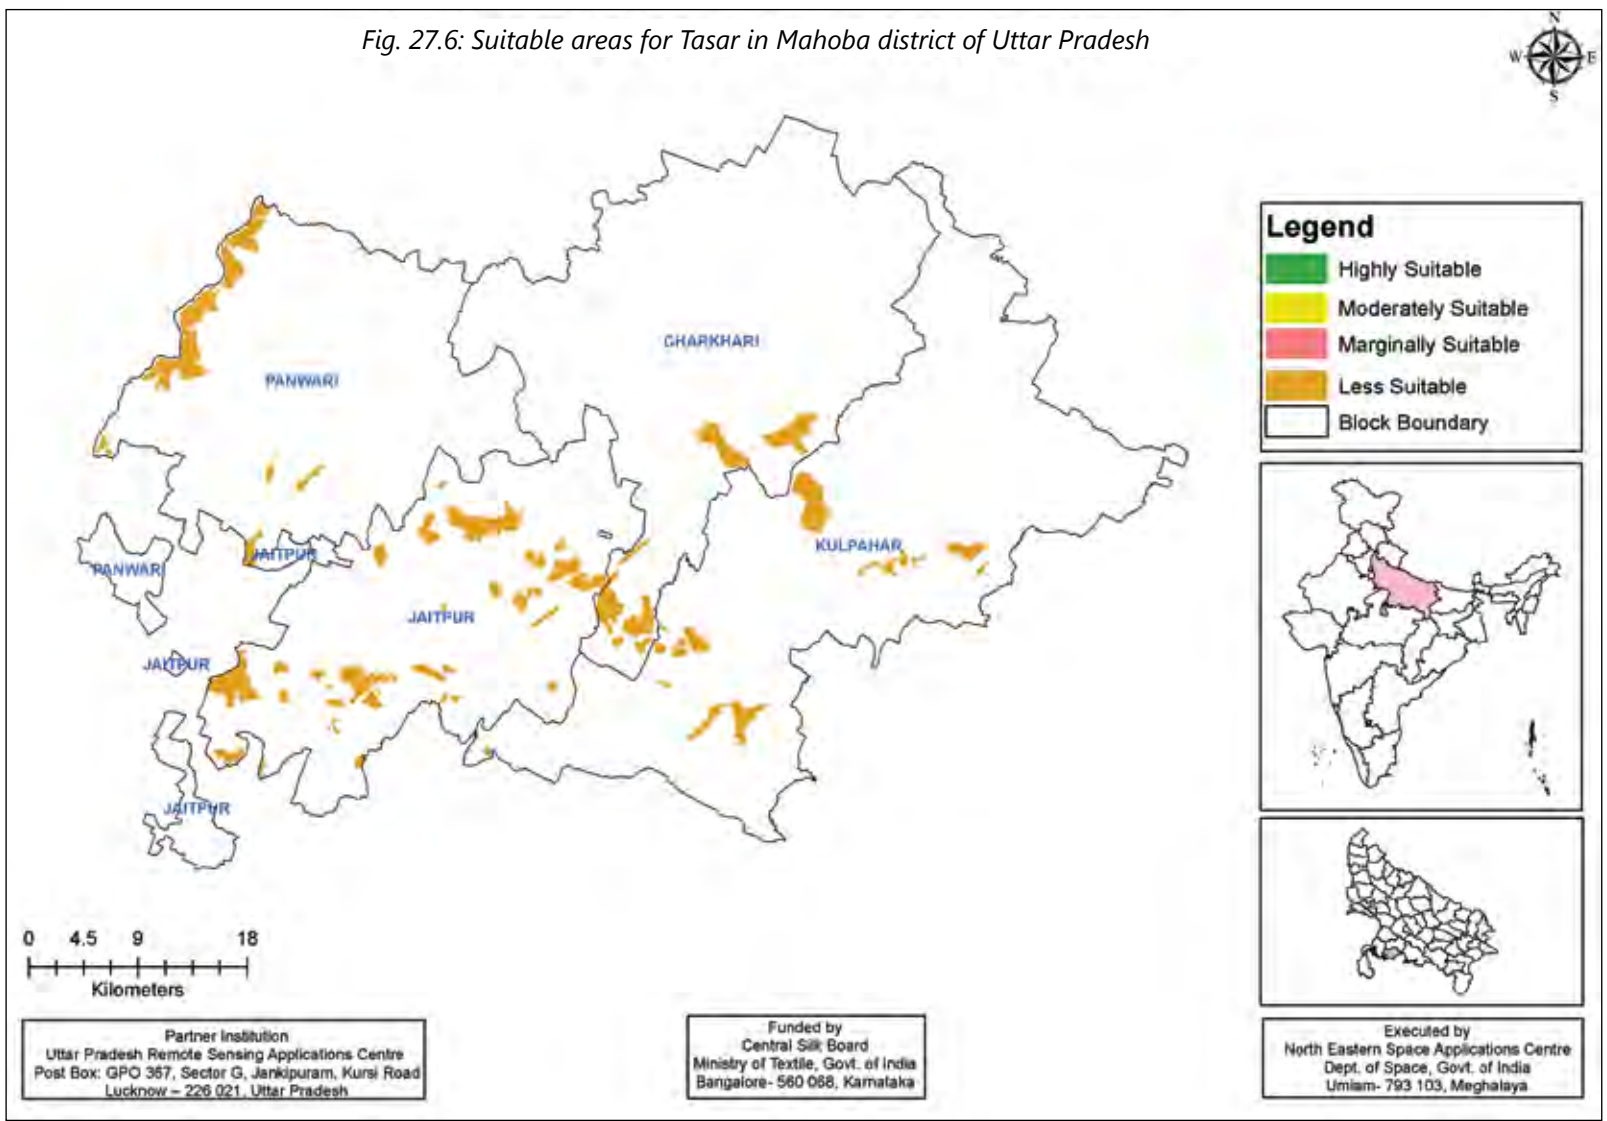 Fig. 27.6: Suitable areas for Tasar in Mahoba district of Uttar Pradesh
N
W E
S
Legend
Highly Suitable
Moderately Suitable
Marginally Suitable
Less Suitable
Block Boundary
CHARKHARI
PANWARI
KULPAHAR
JAITPUR
PANWARI
JAITPUR
JAITPUR
JAITPUR
0 4.5 9 18
Kilometers
Partner Institution
Uttar Pradesh Remote Sensing Applications Centre
Post Box: GPO 357, Sector G, Jankipuram, Kursi Road
Lucknow – 226 021, Uttar Pradesh
Funded by
Central Silk Board
Ministry of Textile, Govt. of India
Bangalore- 560 068, Karnataka
Executed by
North Eastern Space Applications Centre
Dept. of Space, Govt. of India
Umiam- 793 103, Meghalaya